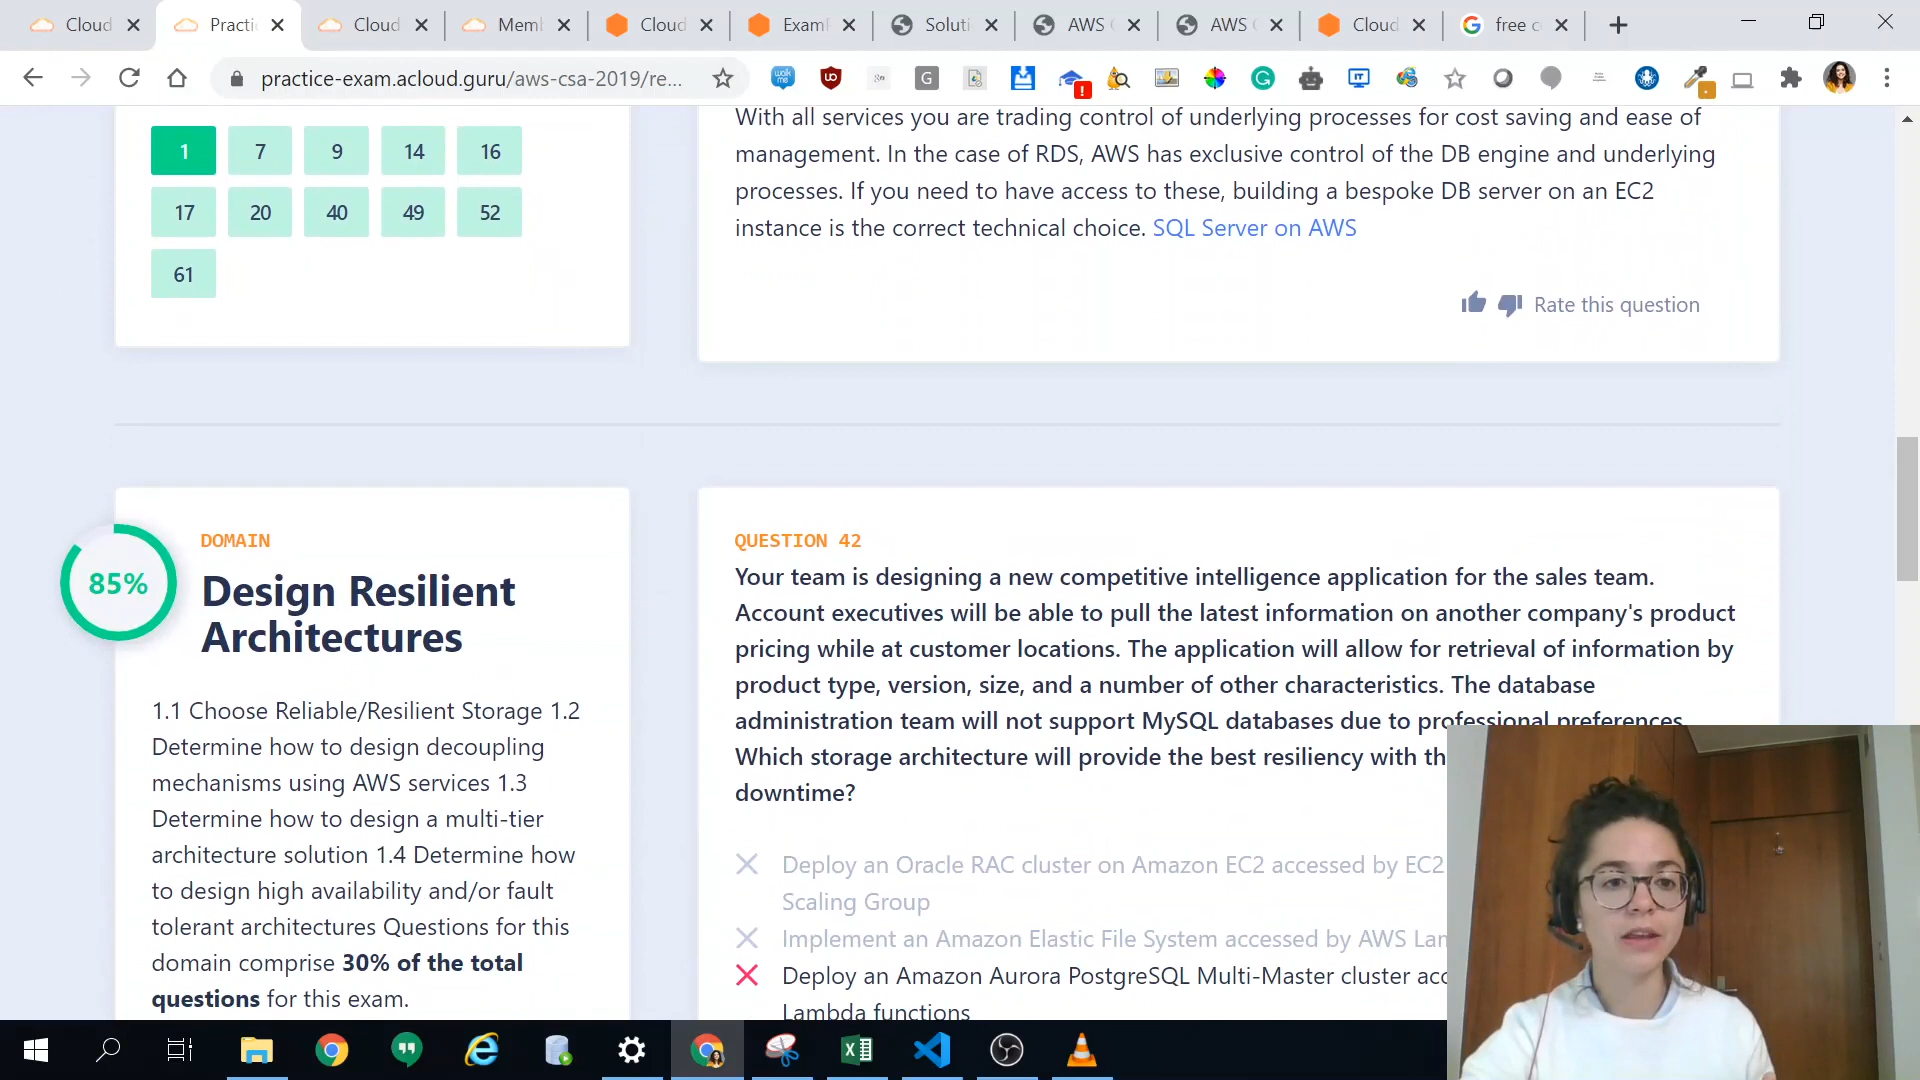 Cloud
Practi
Cloud
Memb
Cloud
Exam
Soluti
AWS
AWS
Cloud
free c
practice-exam.acloud.guru/aws-csa-2019/re...
1 7 9 14 16
17 20 40 49 52
61
With all services you are trading control of underlying processes for cost saving and ease of
management. In the case of RDS, AWS has exclusive control of the DB engine and underlying
processes. If you need to have access to these, building a bespoke DB server on an EC2
instance is the correct technical choice. SQL Server on AWS
Rate this question
85%
DOMAIN
Design Resilient
Architectures
1.1 Choose Reliable/Resilient Storage 1.2
Determine how to design decoupling
mechanisms using AWS services 1.3
Determine how to design a multi-tier
architecture solution 1.4 Determine how
to design high availability and/or fault
tolerant architectures Questions for this
domain comprise 30% of the total
questions for this exam.
QUESTION 42
Your team is designing a new competitive intelligence application for the sales team.
Account executives will be able to pull the latest information on another company's product
pricing while at customer locations. The application will allow for retrieval of information by
product type, version, size, and a number of other characteristics. The database
administration team will not support MySQL databases due to professional preferences.
Which storage architecture will provide the best resiliency with th
downtime?
Deploy an Oracle RAC cluster on Amazon EC2 accessed by EC2
Scaling Group
Implement an Amazon Elastic File System accessed by AWS Lam
Deploy an Amazon Aurora PostgreSQL Multi-Master cluster acc
Lambda functions